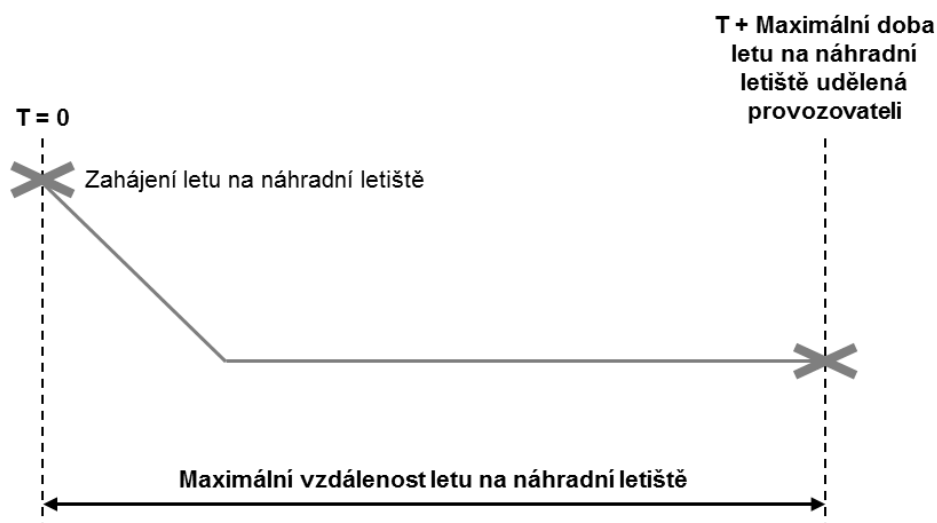 T + Maximální doba
letu na náhradní
letiště udělená
provozovateli
T = 0
Zahájení letu na náhradní letiště
Maximální vzdálenost letu na náhradní letiště